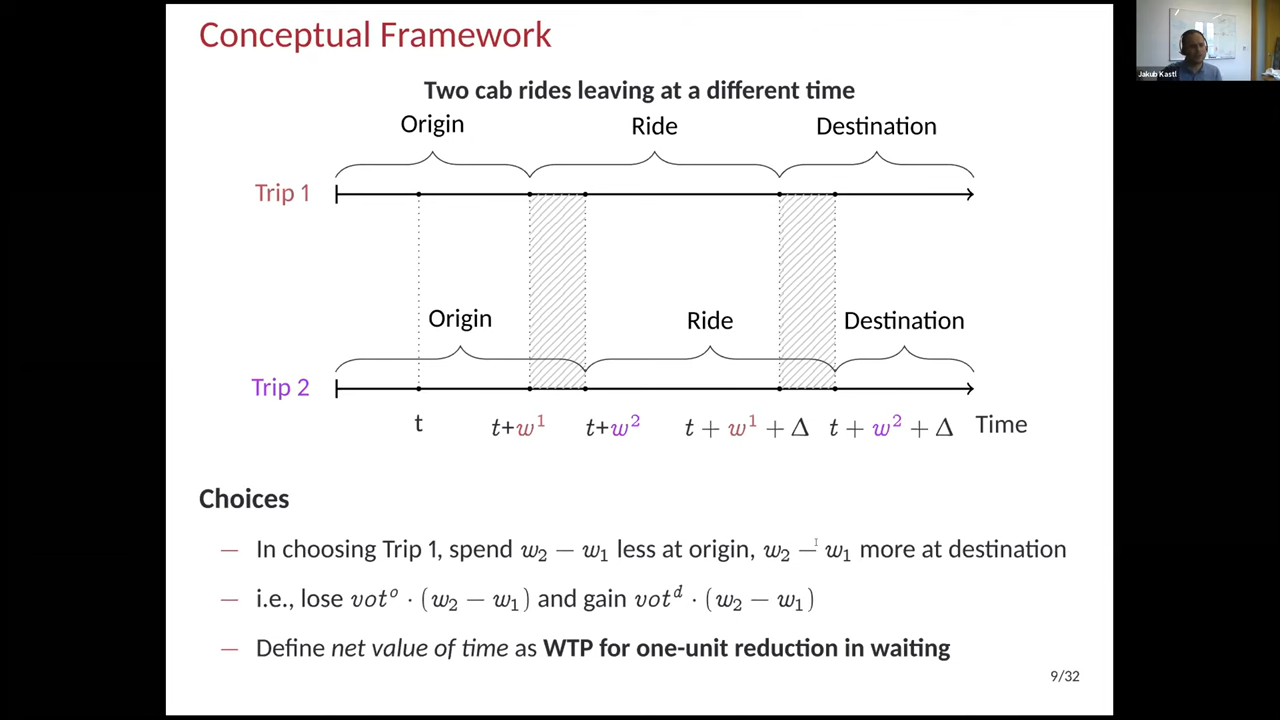 Conceptual Framework
Jakub Kastl
Two cab rides leaving at a different time
Origin Ride Destination
Trip 1
Origin Ride Destination
Trip 2
t t+w¹ t+w² t + w¹ + Δ t + w² + Δ Time
Choices
— In choosing Trip 1, spend w₂ − w₁ less at origin, w₂ − w₁ more at destination
— i.e., lose votᵒ · (w₂ − w₁) and gain votᵈ · (w₂ − w₁)
— Define net value of time as WTP for one-unit reduction in waiting
9/32